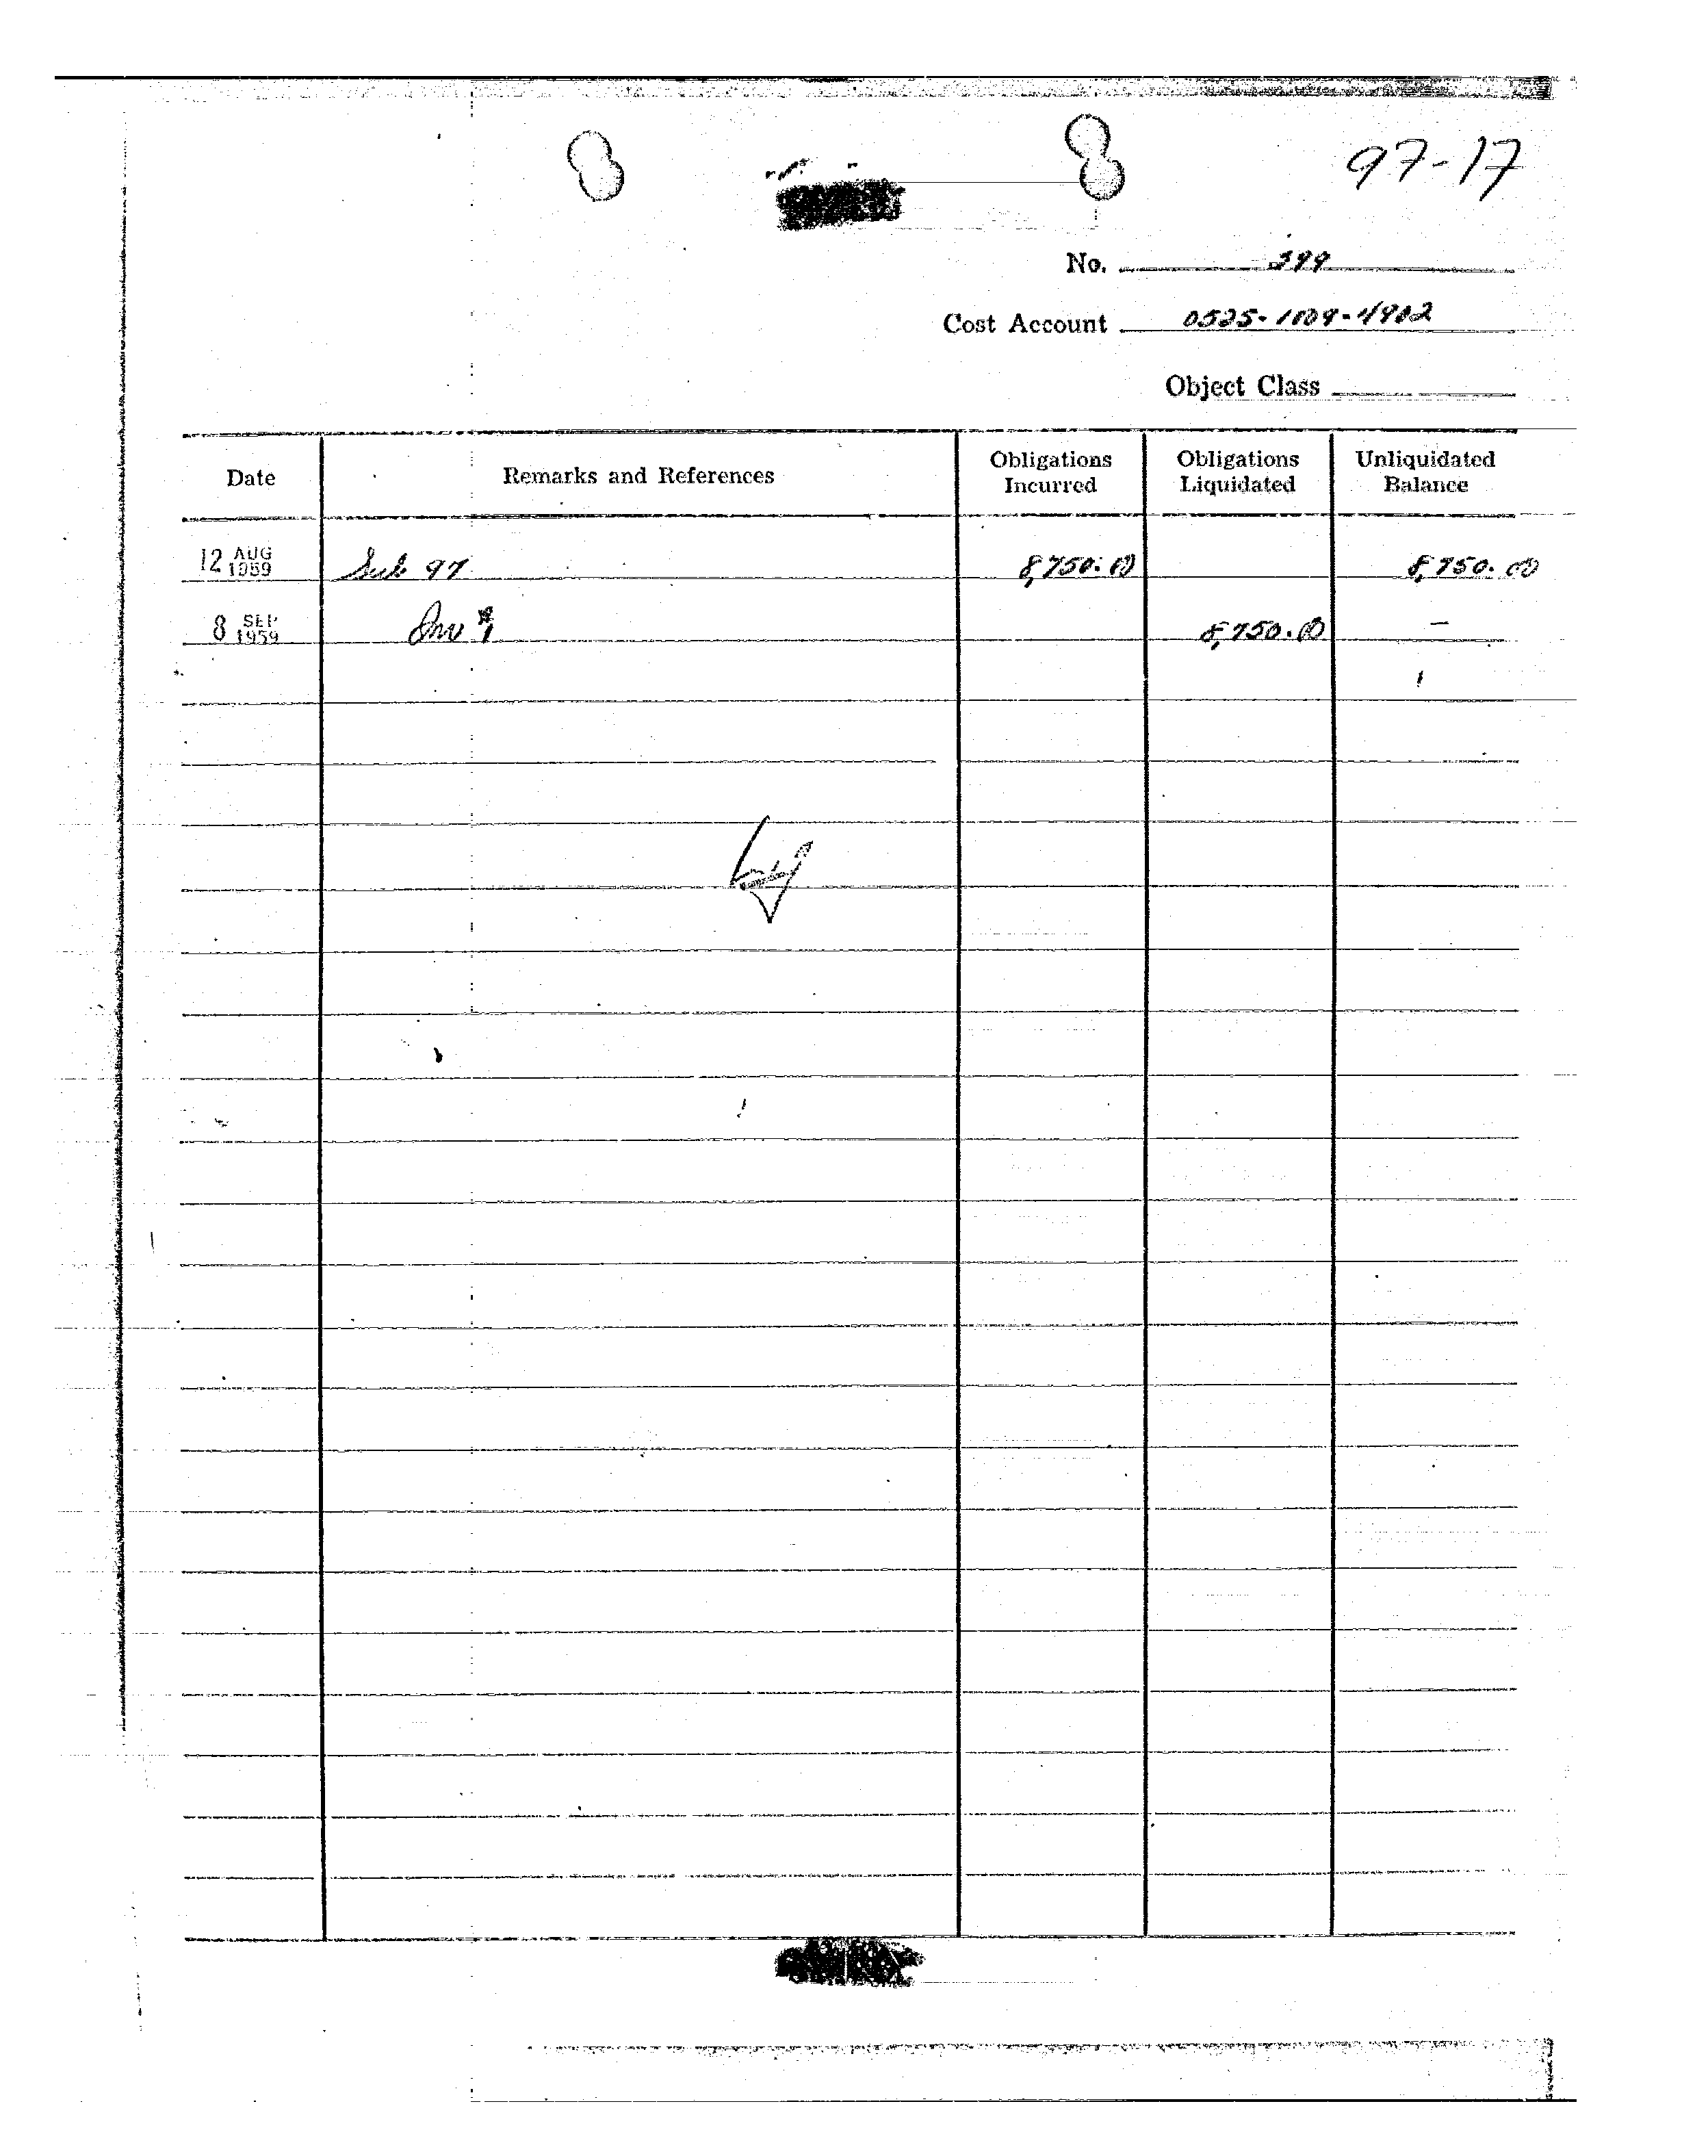 97-17
No. 399
Cost Account 0525-1109-4902
Object Class
Date Remarks and References Obligations Incurred Obligations Liquidated Unliquidated Balance
12 AUG 1959 Sub 97 8,750.00 8,750.00
8 SEP 1959 Inv #1 8,750.00 —